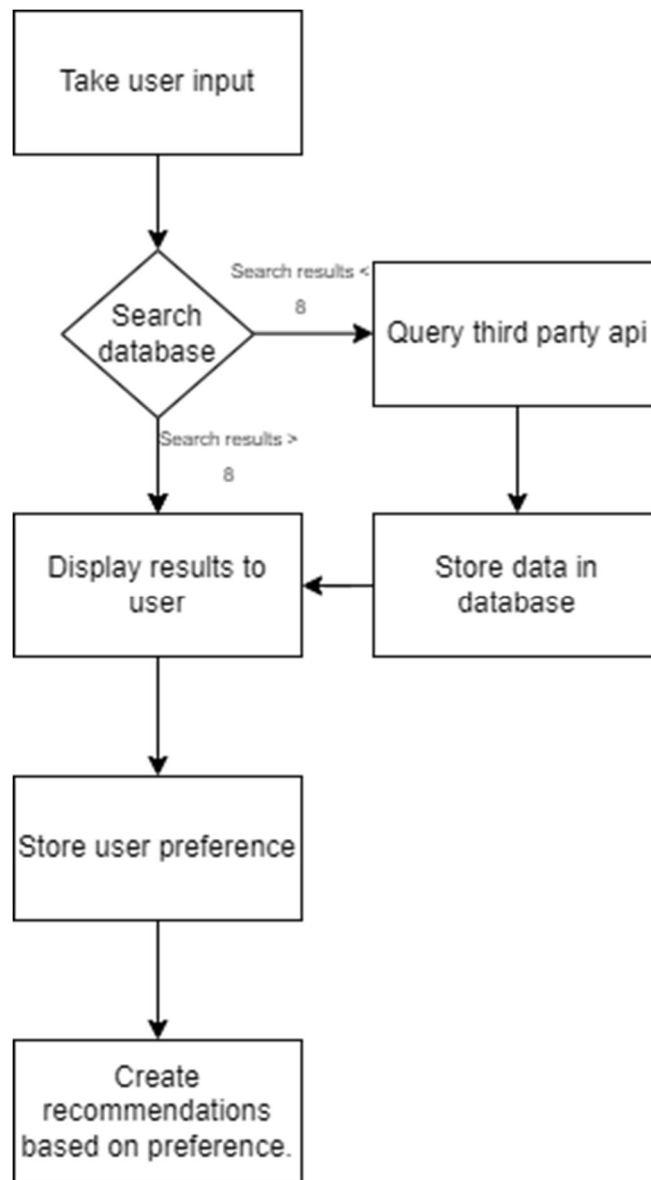 Take user input
Search results <
8
Search
database
Query third party api
Search results >
8
Display results to
user
Store data in
database
Store user preference
Create
recommendations
based on preference.